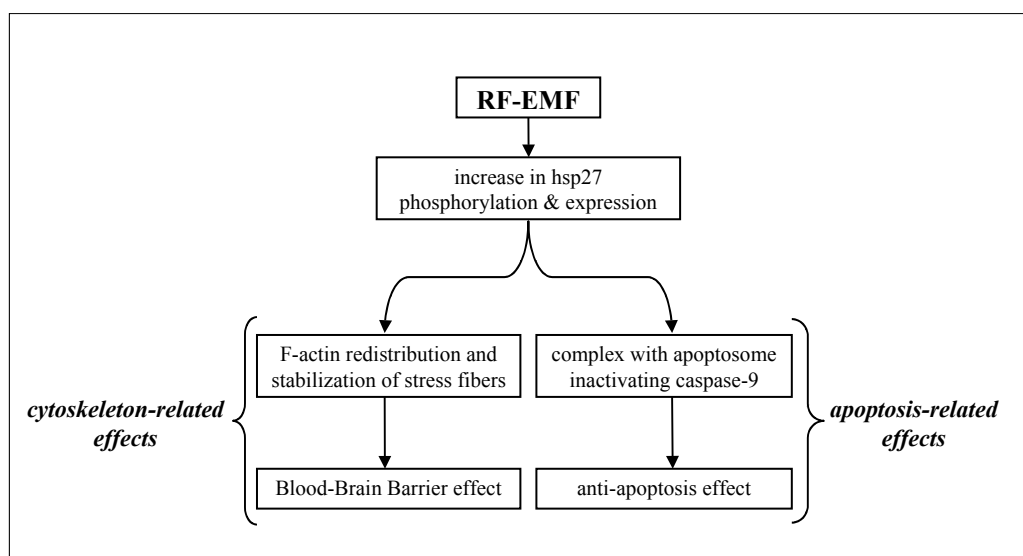 RF-EMF
increase in hsp27
phosphorylation & expression
F-actin redistribution and
stabilization of stress fibers
complex with apoptosome
inactivating caspase-9
cytoskeleton-related
effects
apoptosis-related
effects
Blood-Brain Barrier effect
anti-apoptosis effect